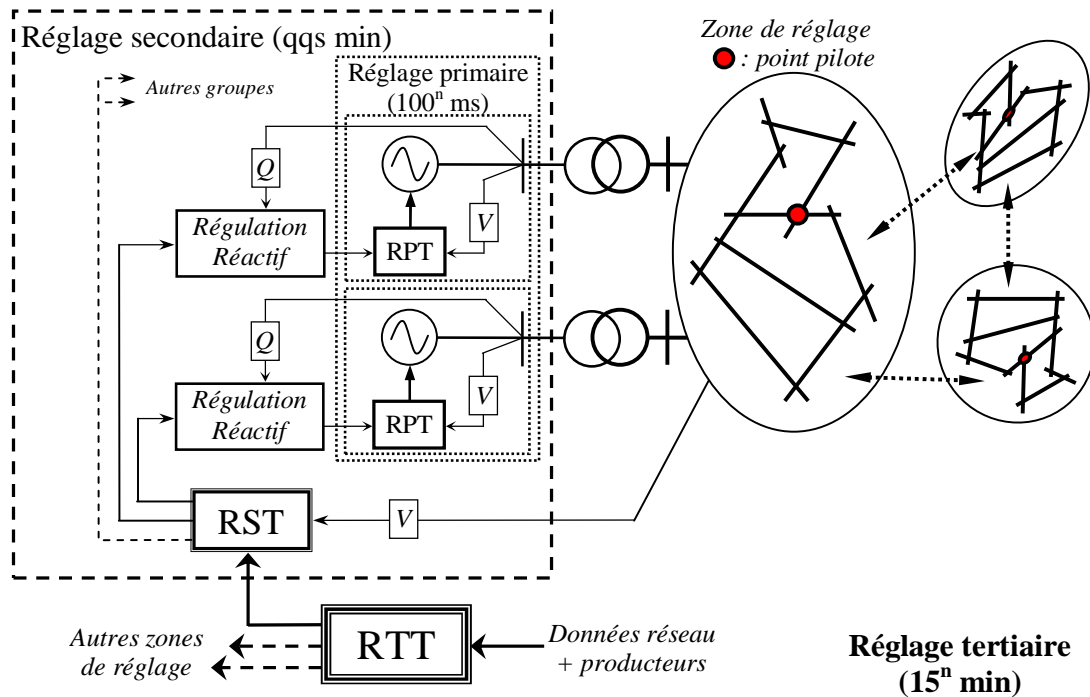 Réglage secondaire (qqs min)
Autres groupes
Réglage primaire
(100ⁿ ms)
Zone de réglage
: point pilote
Q
V
Régulation
Réactif
RPT
Q
V
Régulation
Réactif
RPT
RST
V
RTT
Autres zones
de réglage
Données réseau
+ producteurs
Réglage tertiaire
(15ⁿ min)